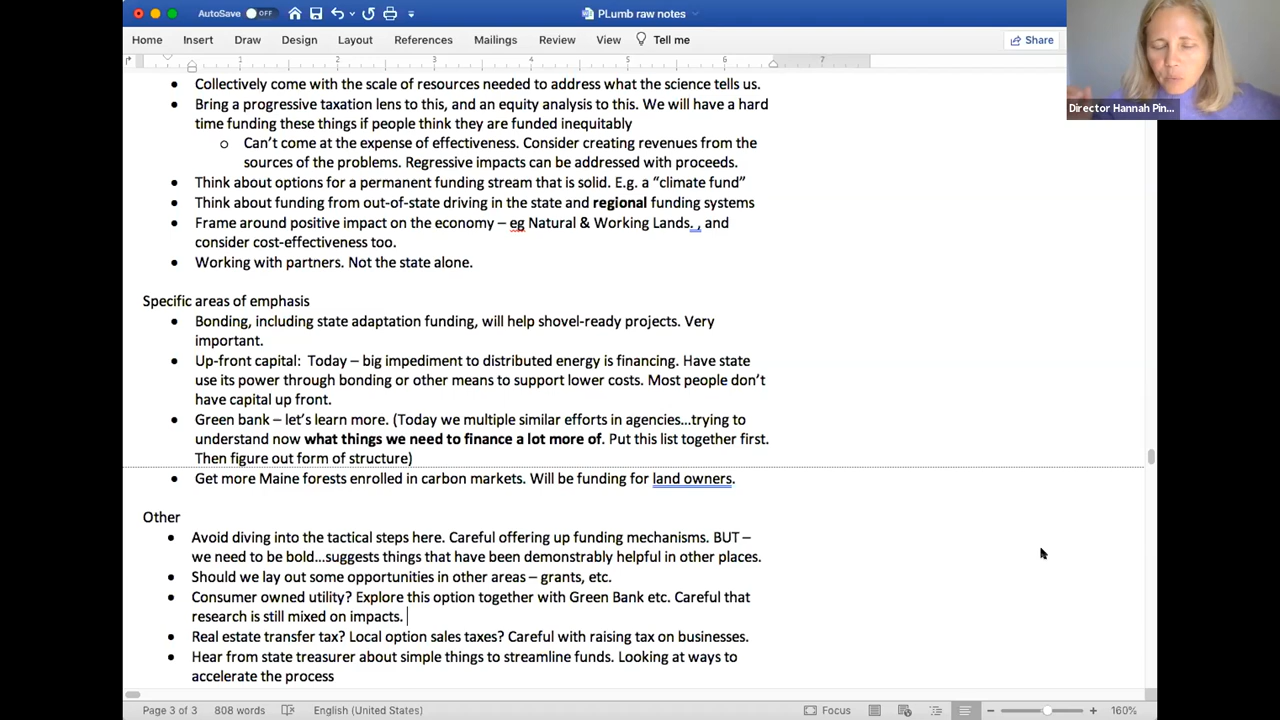 AutoSave OFF
PLumb raw notes
Home Insert Draw Design Layout References Mailings Review View Tell me Share
1 2 3 4 5 6 7
Director Hannah Pin...
• Collectively come with the scale of resources needed to address what the science tells us.
• Bring a progressive taxation lens to this, and an equity analysis to this. We will have a hard
time funding these things if people think they are funded inequitably
o Can't come at the expense of effectiveness. Consider creating revenues from the
sources of the problems. Regressive impacts can be addressed with proceeds.
• Think about options for a permanent funding stream that is solid. E.g. a "climate fund"
• Think about funding from out-of-state driving in the state and regional funding systems
• Frame around positive impact on the economy – eg Natural & Working Lands. , and
consider cost-effectiveness too.
• Working with partners. Not the state alone.
Specific areas of emphasis
• Bonding, including state adaptation funding, will help shovel-ready projects. Very
important.
• Up-front capital: Today – big impediment to distributed energy is financing. Have state
use its power through bonding or other means to support lower costs. Most people don't
have capital up front.
• Green bank – let's learn more. (Today we multiple similar efforts in agencies...trying to
understand now what things we need to finance a lot more of. Put this list together first.
Then figure out form of structure)
• Get more Maine forests enrolled in carbon markets. Will be funding for land owners.
Other
• Avoid diving into the tactical steps here. Careful offering up funding mechanisms. BUT –
we need to be bold...suggests things that have been demonstrably helpful in other places.
• Should we lay out some opportunities in other areas – grants, etc.
• Consumer owned utility? Explore this option together with Green Bank etc. Careful that
research is still mixed on impacts.
• Real estate transfer tax? Local option sales taxes? Careful with raising tax on businesses.
• Hear from state treasurer about simple things to streamline funds. Looking at ways to
accelerate the process
Page 3 of 3 808 words English (United States) Focus 160%